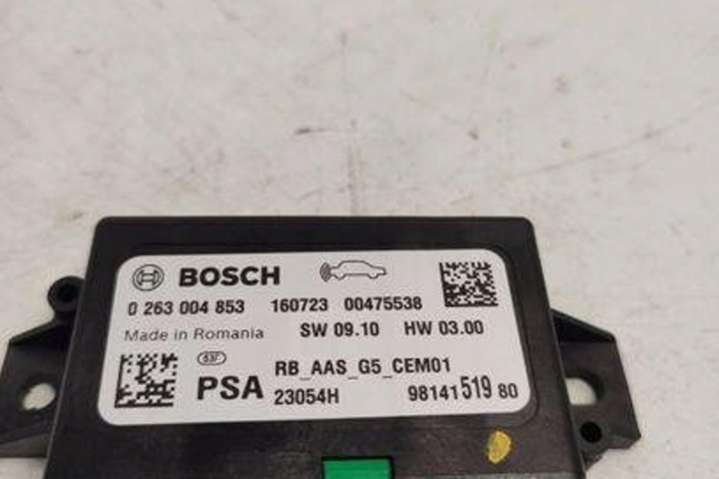 BOSCH
0 263 004 853 160723 00475538
Made in Romania SW 09.10 HW 03.00
63F RB_AAS_G5_CEM01
PSA 23054H 98141519 80